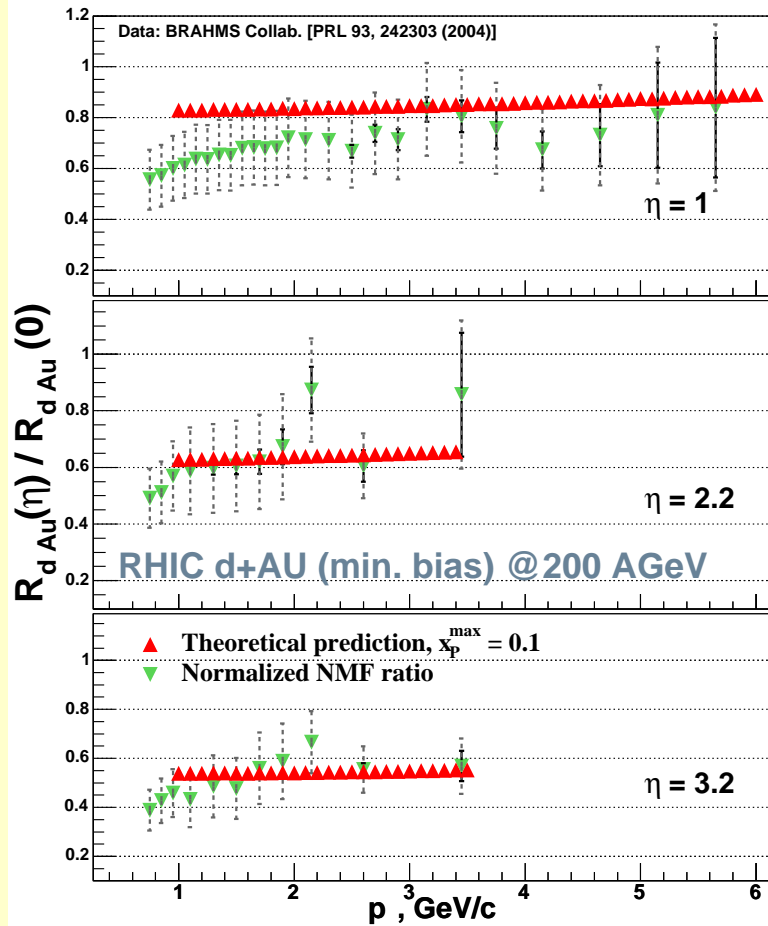 Data: BRAHMS Collab. [PRL 93, 242303 (2004)]
1.2
1
0.8
0.6
0.4
0.2
η = 1
1
0.8
0.6
0.4
0.2
η = 2.2
RHIC d+AU (min. bias) @200 AGeV
Theoretical prediction, x_P^max = 0.1
Normalized NMF ratio
1
0.8
0.6
0.4
0.2
η = 3.2
1 2 3 4 5 6
p , GeV/c
R_d Au(η) / R_d Au(0)